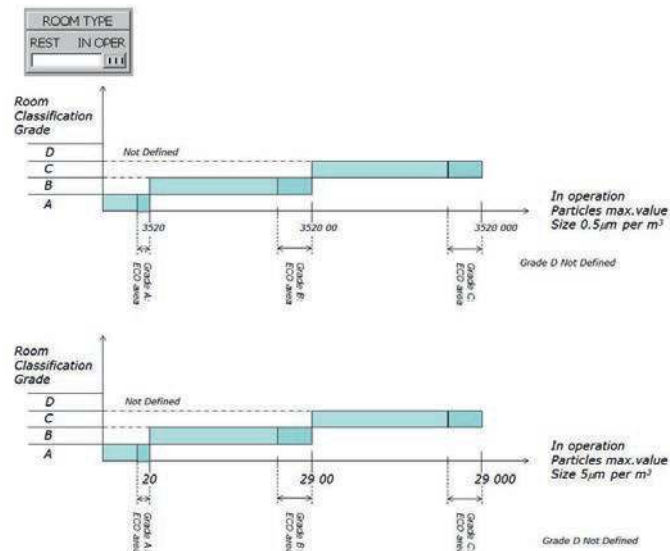 ROOM TYPE
REST IN OPER
Room
Classification
Grade
D
Not Defined
C
B
A
In operation
Particles max.value
Size 0.5μm per m³
3520
3520 00
3520 000
Grade A:
ECO area
Grade B:
ECO area
Grade C:
ECO area
Grade D Not Defined
Room
Classification
Grade
D
Not Defined
C
B
A
In operation
Particles max.value
Size 5μm per m³
20
29 00
29 000
Grade A:
ECO area
Grade B
ECO area
Grade C:
ECO area
Grade D Not Defined